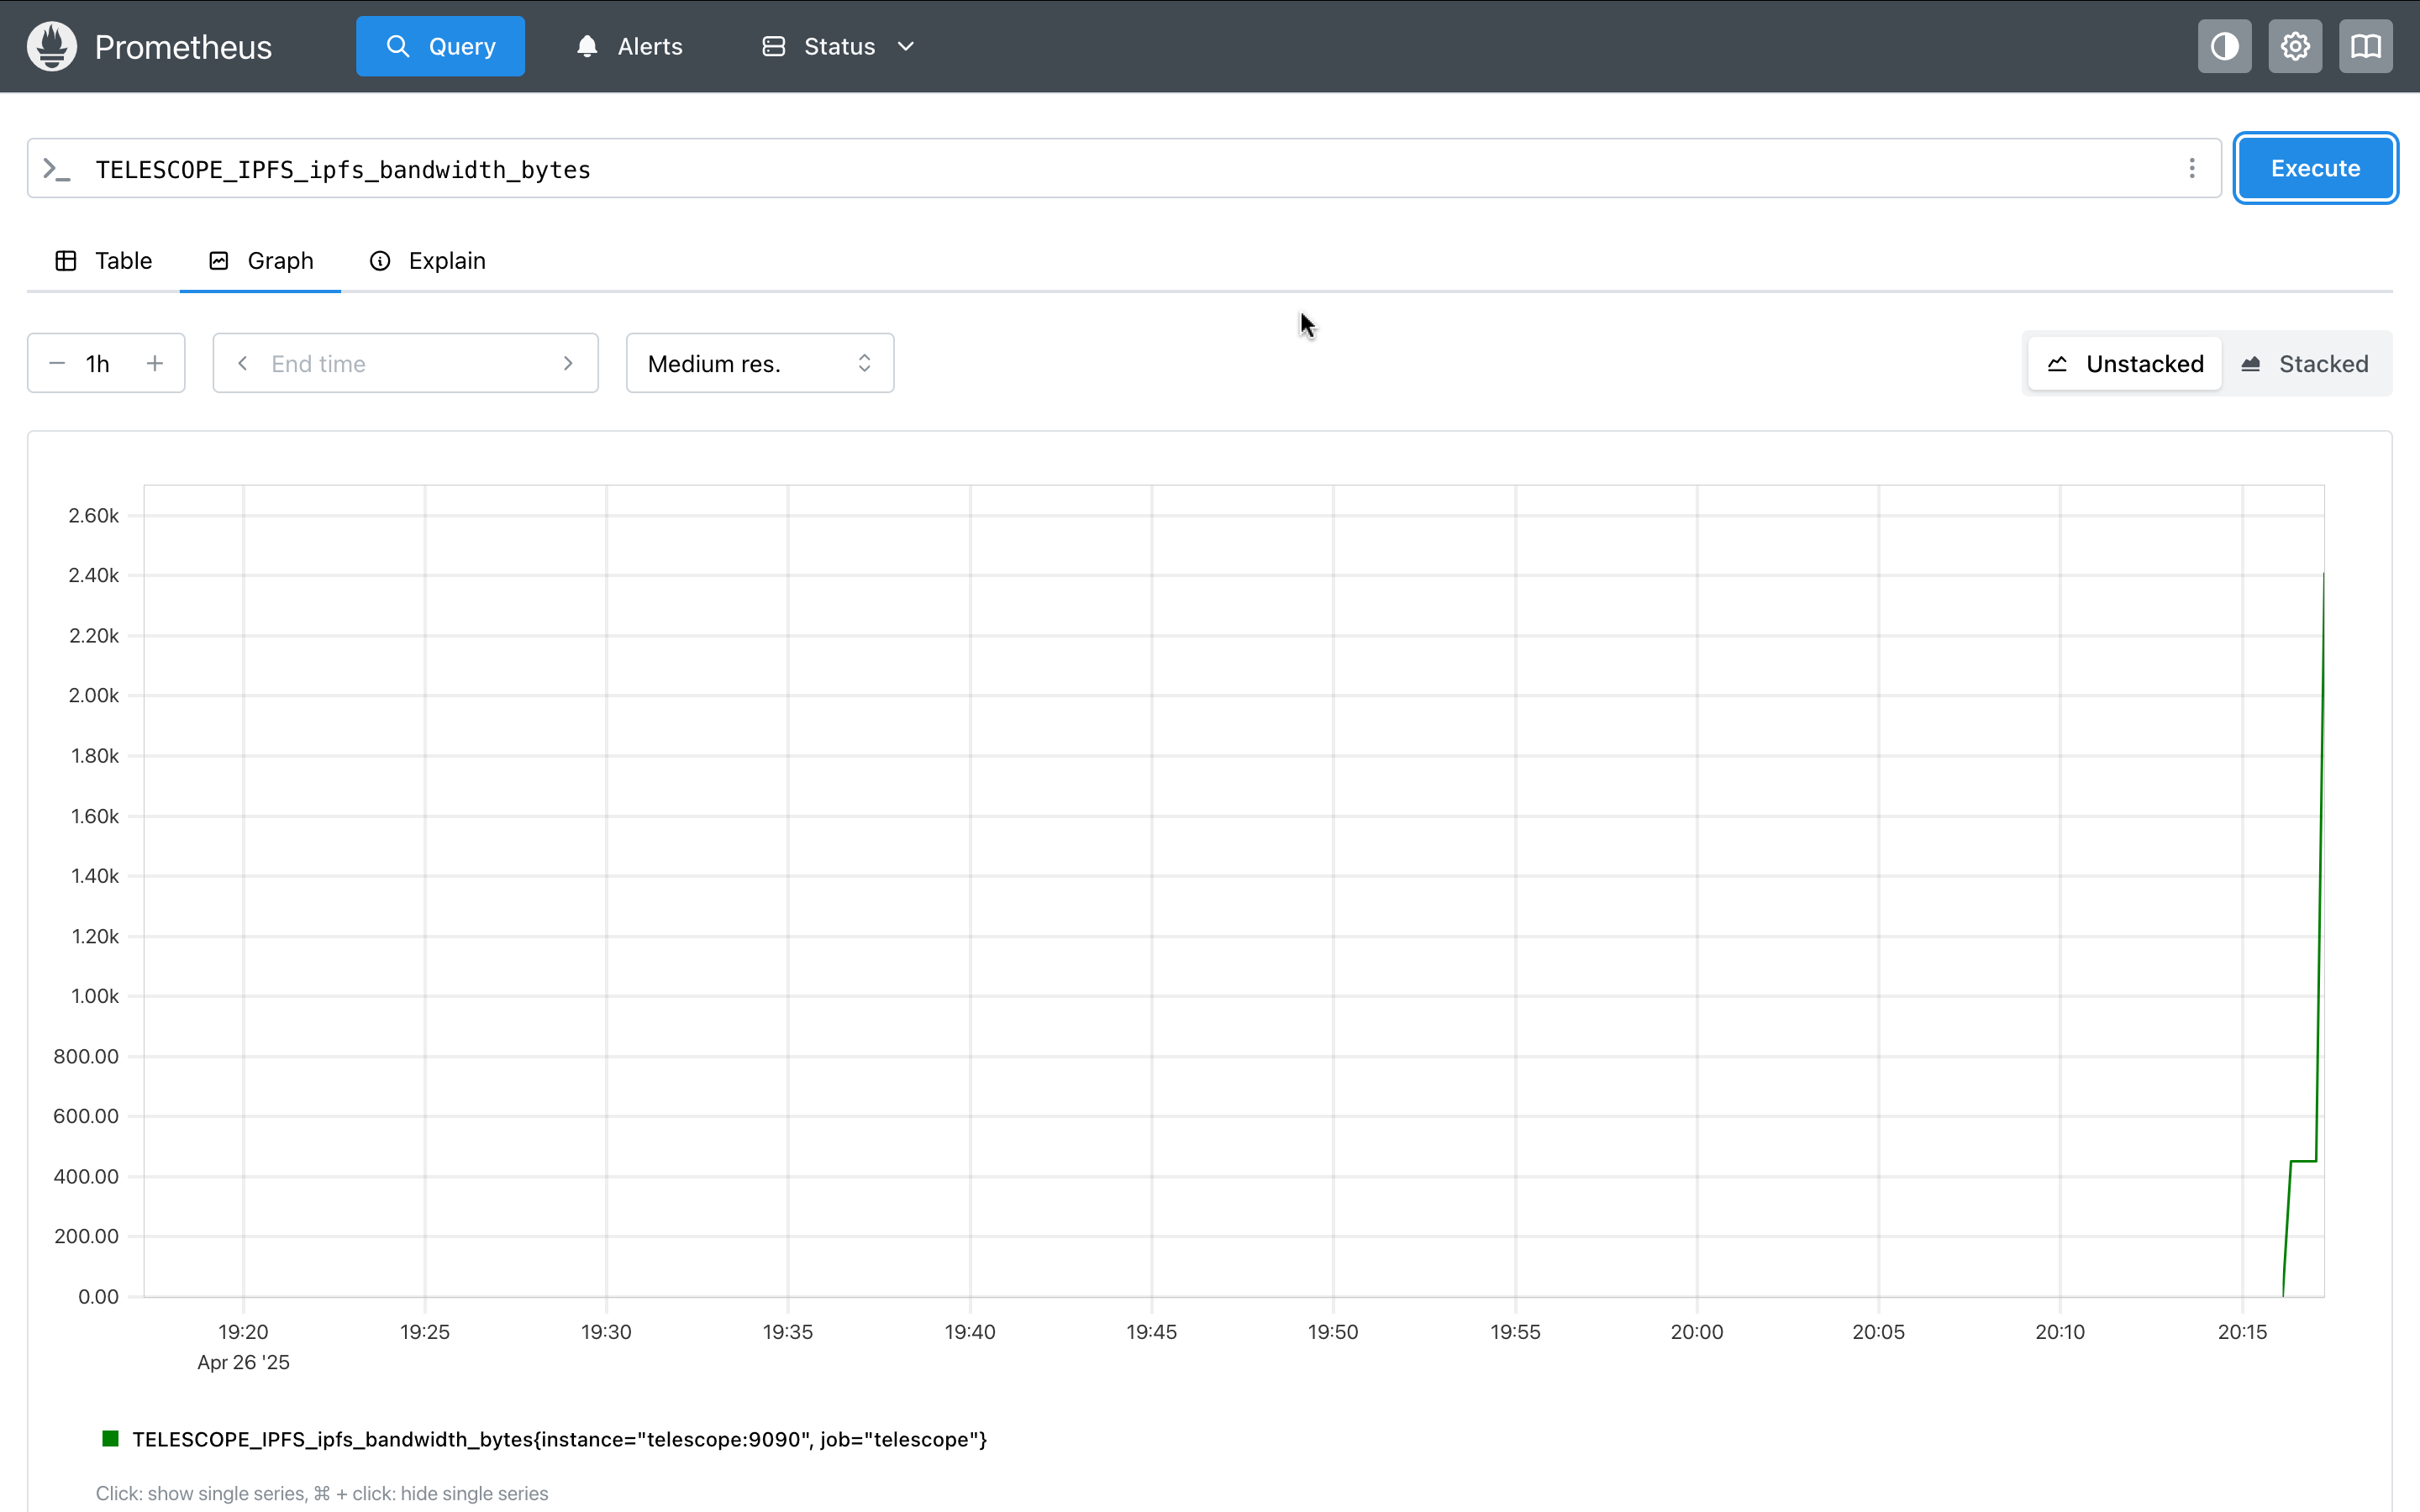 Prometheus Query Alerts Status
TELESCOPE_IPFS_ipfs_bandwidth_bytes
Execute
Table Graph Explain
1h End time Medium res. Unstacked Stacked
2.60k
2.40k
2.20k
2.00k
1.80k
1.60k
1.40k
1.20k
1.00k
800.00
600.00
400.00
200.00
0.00
19:20 19:25 19:30 19:35 19:40 19:45 19:50 19:55 20:00 20:05 20:10 20:15
Apr 26 '25
TELESCOPE_IPFS_ipfs_bandwidth_bytes{instance="telescope:9090", job="telescope"}
Click: show single series, ⌘ + click: hide single series